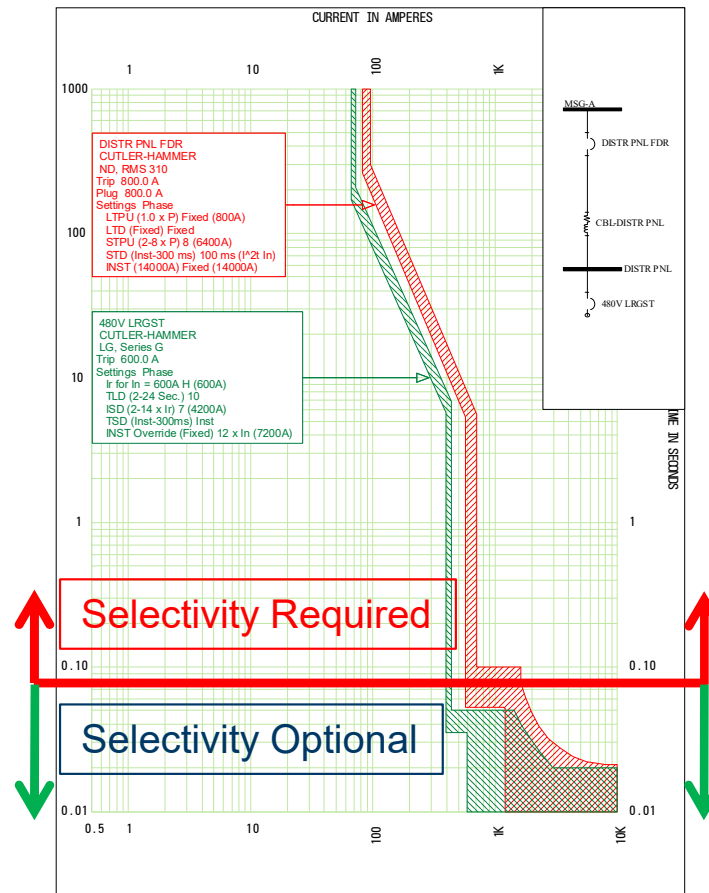 CURRENT IN AMPERES
1
10
100
1K
1000
MSG-A
DISTR PNL FDR
DISTR PNL FDR
CUTLER-HAMMER
ND, RMS 310
Trip 800.0 A
Plug 800.0 A
Settings Phase
LTPU (1.0 x P) Fixed (800A)
LTD (Fixed) Fixed
STPU (2-8 x P) 8 (6400A)
STD (Inst-300 ms) 100 ms (I^2t In)
INST (14000A) Fixed (14000A)
CBL-DISTR PNL
100
DISTR PNL
480V LRGST
480V LRGST
CUTLER-HAMMER
LG, Series G
Trip 600.0 A
Settings Phase
Ir for In = 600A H (600A)
TLD (2-24 Sec.) 10
ISD (2-14 x Ir) 7 (4200A)
TSD (Inst-300ms) Inst
INST Override (Fixed) 12 x In (7200A)
10
IN SECONDS
1
1
Selectivity Required
0.10
0.10
Selectivity Optional
0.01
0.01
0.5
1
10
100
1K
10K